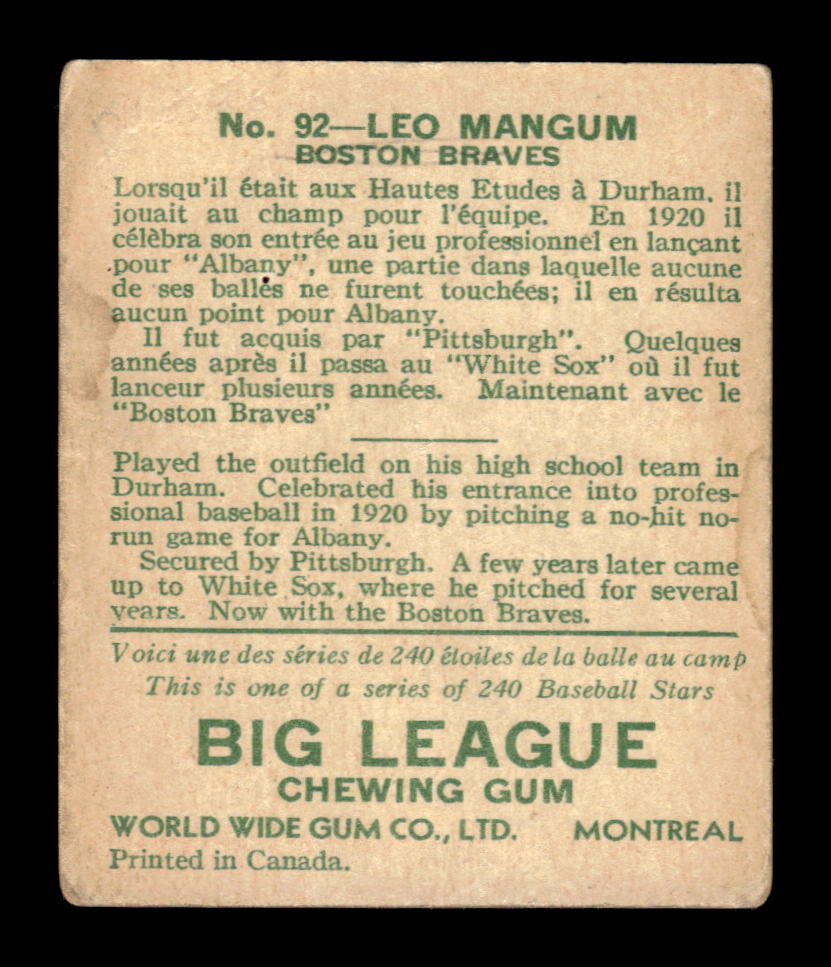 No. 92—LEO MANGUM
BOSTON BRAVES
Lorsqu'il était aux Hautes Etudes à Durham, il
jouait au champ pour l'équipe. En 1920 il
célèbra son entrée au jeu professionnel en lançant
pour "Albany", une partie dans laquelle aucune
de ses balles ne furent touchées; il en résulta
aucun point pour Albany.
Il fut acquis par "Pittsburgh". Quelques
années après il passa au "White Sox" où il fut
lanceur plusieurs années. Maintenant avec le
"Boston Braves"
Played the outfield on his high school team in
Durham. Celebrated his entrance into profes-
sional baseball in 1920 by pitching a no-hit no-
run game for Albany.
Secured by Pittsburgh. A few years later came
up to White Sox, where he pitched for several
years. Now with the Boston Braves.
Voici une des séries de 240 étoiles de la balle au camp
This is one of a series of 240 Baseball Stars
BIG LEAGUE
CHEWING GUM
WORLD WIDE GUM CO., LTD. MONTREAL
Printed in Canada.